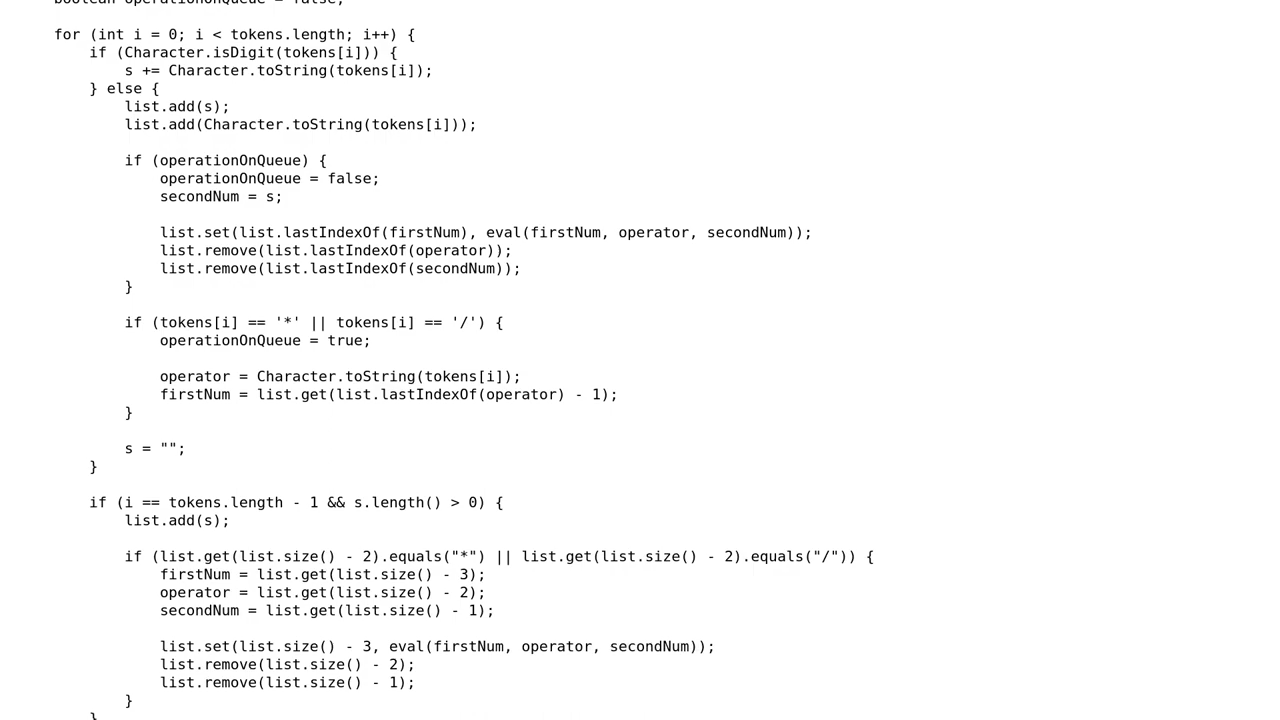 boolean operationOnQueue = false;
for (int i = 0; i < tokens.length; i++) {
if (Character.isDigit(tokens[i])) {
s += Character.toString(tokens[i]);
} else {
list.add(s);
list.add(Character.toString(tokens[i]));
if (operationOnQueue) {
operationOnQueue = false;
secondNum = s;
list.set(list.lastIndexOf(firstNum), eval(firstNum, operator, secondNum));
list.remove(list.lastIndexOf(operator));
list.remove(list.lastIndexOf(secondNum));
}
if (tokens[i] == '*' || tokens[i] == '/') {
operationOnQueue = true;
operator = Character.toString(tokens[i]);
firstNum = list.get(list.lastIndexOf(operator) - 1);
}
s = "";
}
if (i == tokens.length - 1 && s.length() > 0) {
list.add(s);
if (list.get(list.size() - 2).equals("*") || list.get(list.size() - 2).equals("/")) {
firstNum = list.get(list.size() - 3);
operator = list.get(list.size() - 2);
secondNum = list.get(list.size() - 1);
list.set(list.size() - 3, eval(firstNum, operator, secondNum));
list.remove(list.size() - 2);
list.remove(list.size() - 1);
}
}